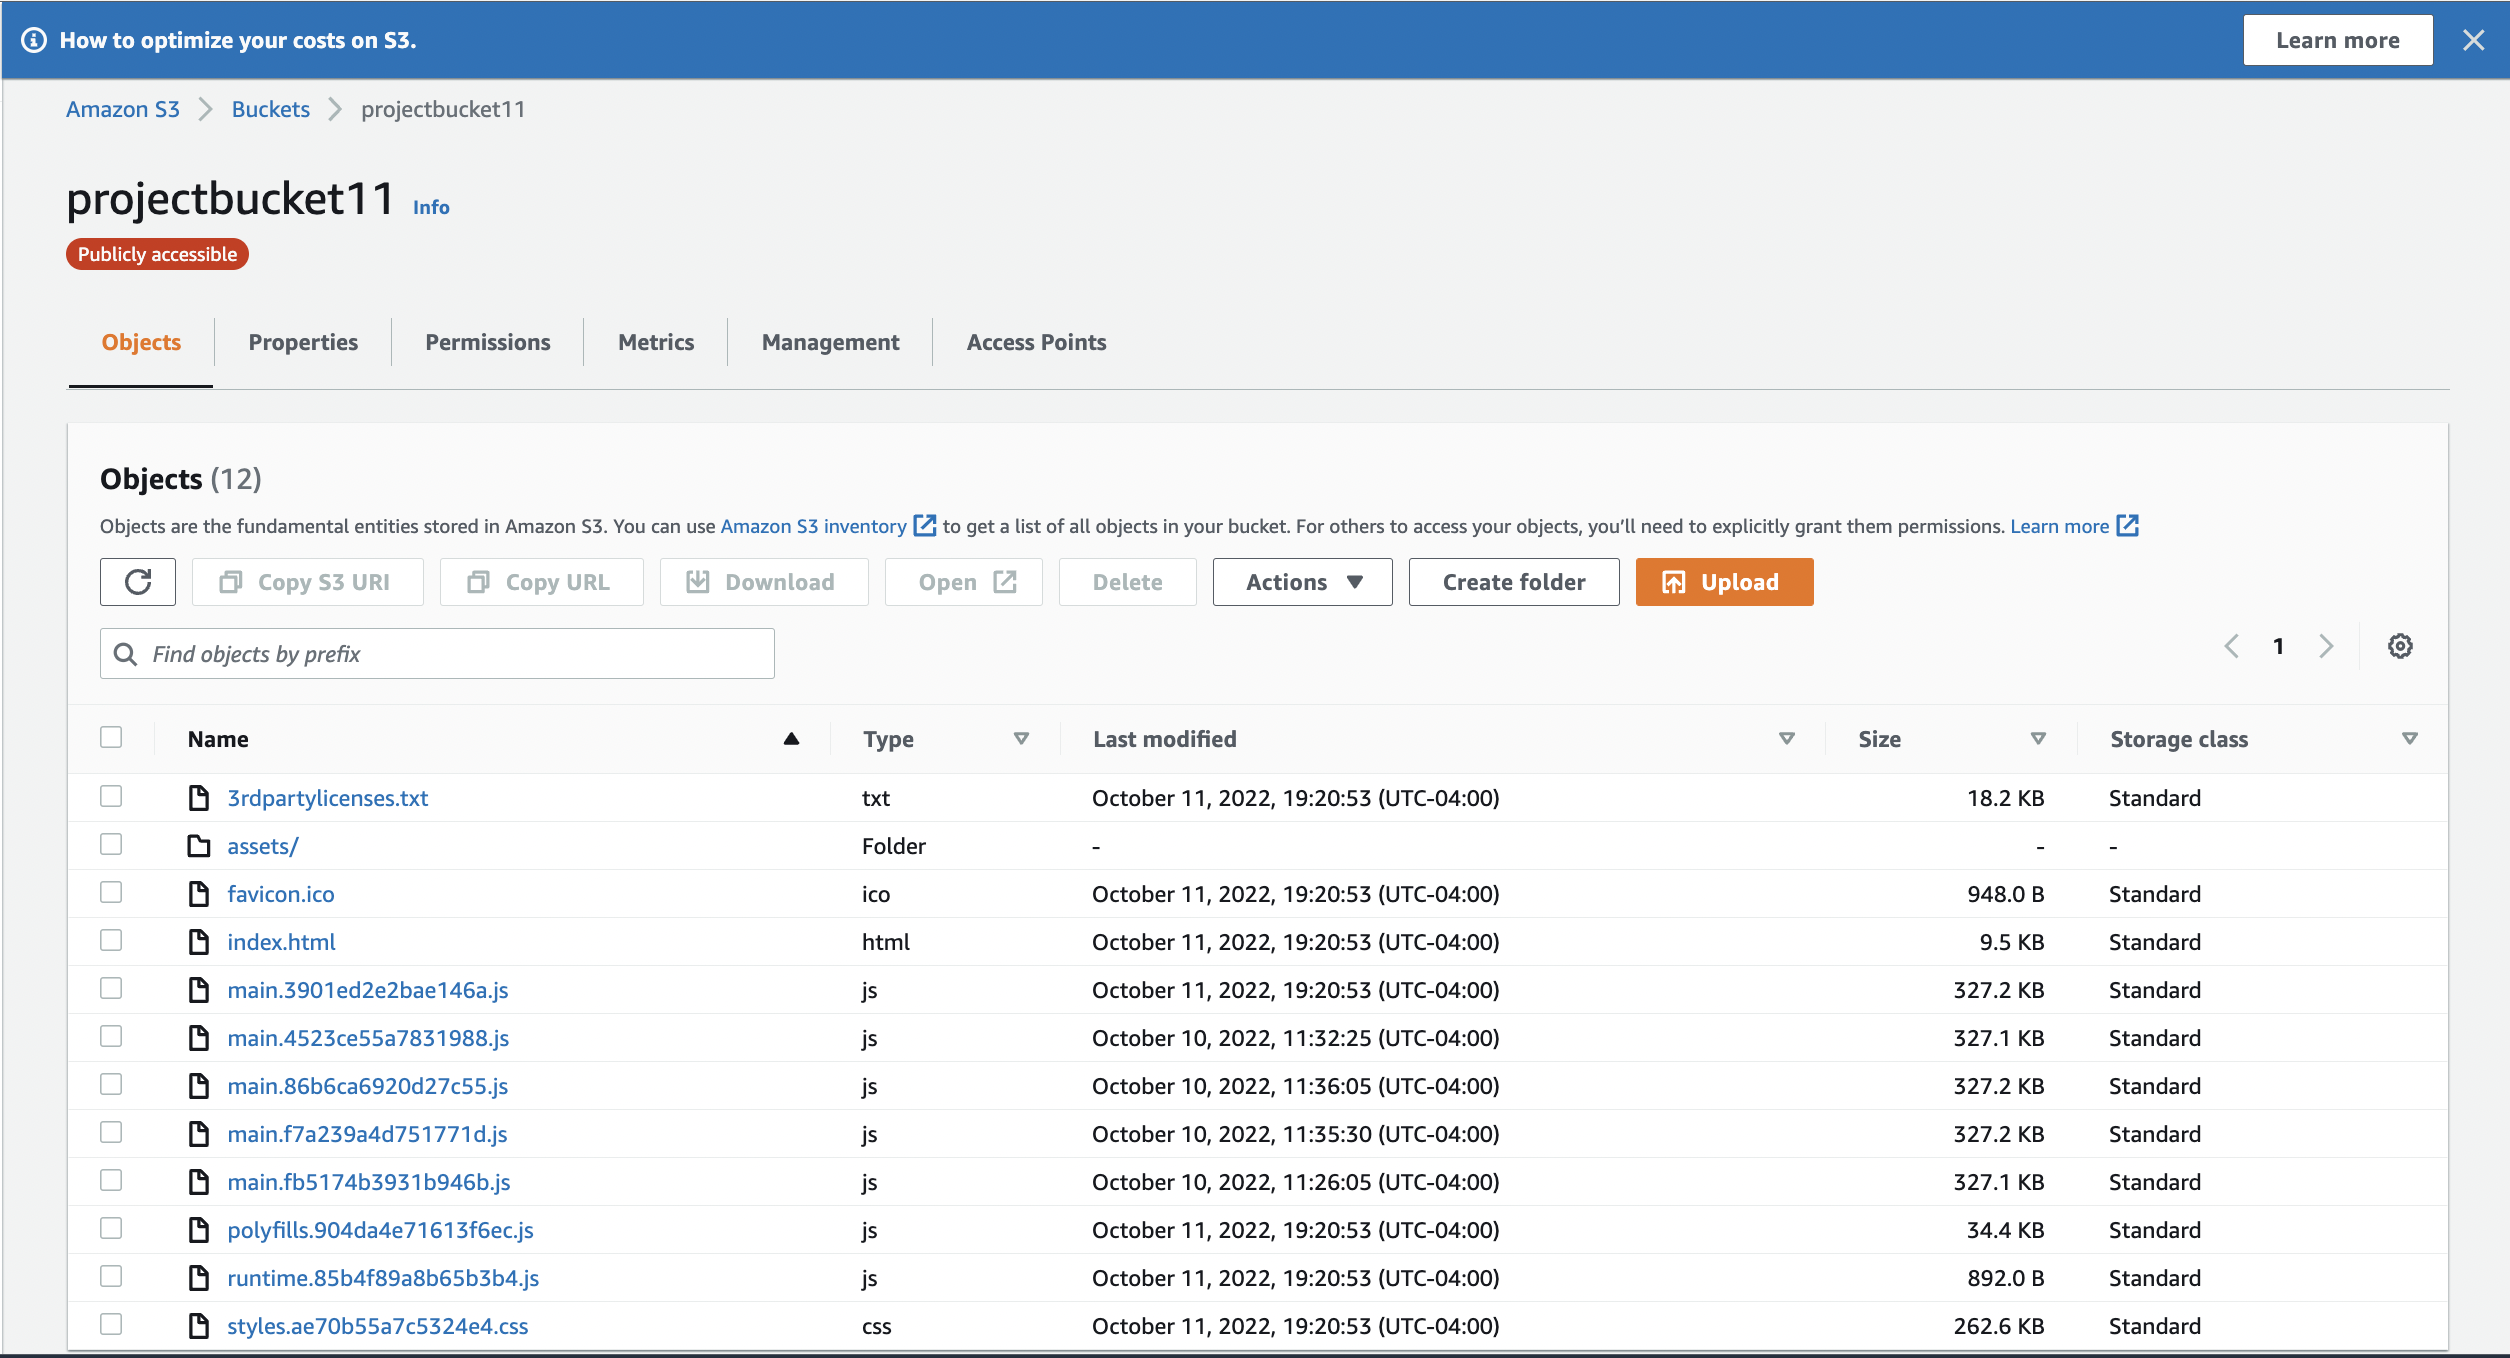 How to optimize your costs on S3.
Learn more
Amazon S3 Buckets projectbucket11
projectbucket11 Info
Publicly accessible
Objects Properties Permissions Metrics Management Access Points
Objects (12)
Objects are the fundamental entities stored in Amazon S3. You can use Amazon S3 inventory to get a list of all objects in your bucket. For others to access your objects, you'll need to explicitly grant them permissions. Learn more
Copy S3 URI Copy URL Download Open Delete Actions Create folder Upload
Find objects by prefix
1
Name Type Last modified Size Storage class
3rdpartylicenses.txt txt October 11, 2022, 19:20:53 (UTC-04:00) 18.2 KB Standard
assets/ Folder - - -
favicon.ico ico October 11, 2022, 19:20:53 (UTC-04:00) 948.0 B Standard
index.html html October 11, 2022, 19:20:53 (UTC-04:00) 9.5 KB Standard
main.3901ed2e2bae146a.js js October 11, 2022, 19:20:53 (UTC-04:00) 327.2 KB Standard
main.4523ce55a7831988.js js October 10, 2022, 11:32:25 (UTC-04:00) 327.1 KB Standard
main.86b6ca6920d27c55.js js October 10, 2022, 11:36:05 (UTC-04:00) 327.2 KB Standard
main.f7a239a4d751771d.js js October 10, 2022, 11:35:30 (UTC-04:00) 327.2 KB Standard
main.fb5174b3931b946b.js js October 10, 2022, 11:26:05 (UTC-04:00) 327.1 KB Standard
polyfills.904da4e71613f6ec.js js October 11, 2022, 19:20:53 (UTC-04:00) 34.4 KB Standard
runtime.85b4f89a8b65b3b4.js js October 11, 2022, 19:20:53 (UTC-04:00) 892.0 B Standard
styles.ae70b55a7c5324e4.css css October 11, 2022, 19:20:53 (UTC-04:00) 262.6 KB Standard